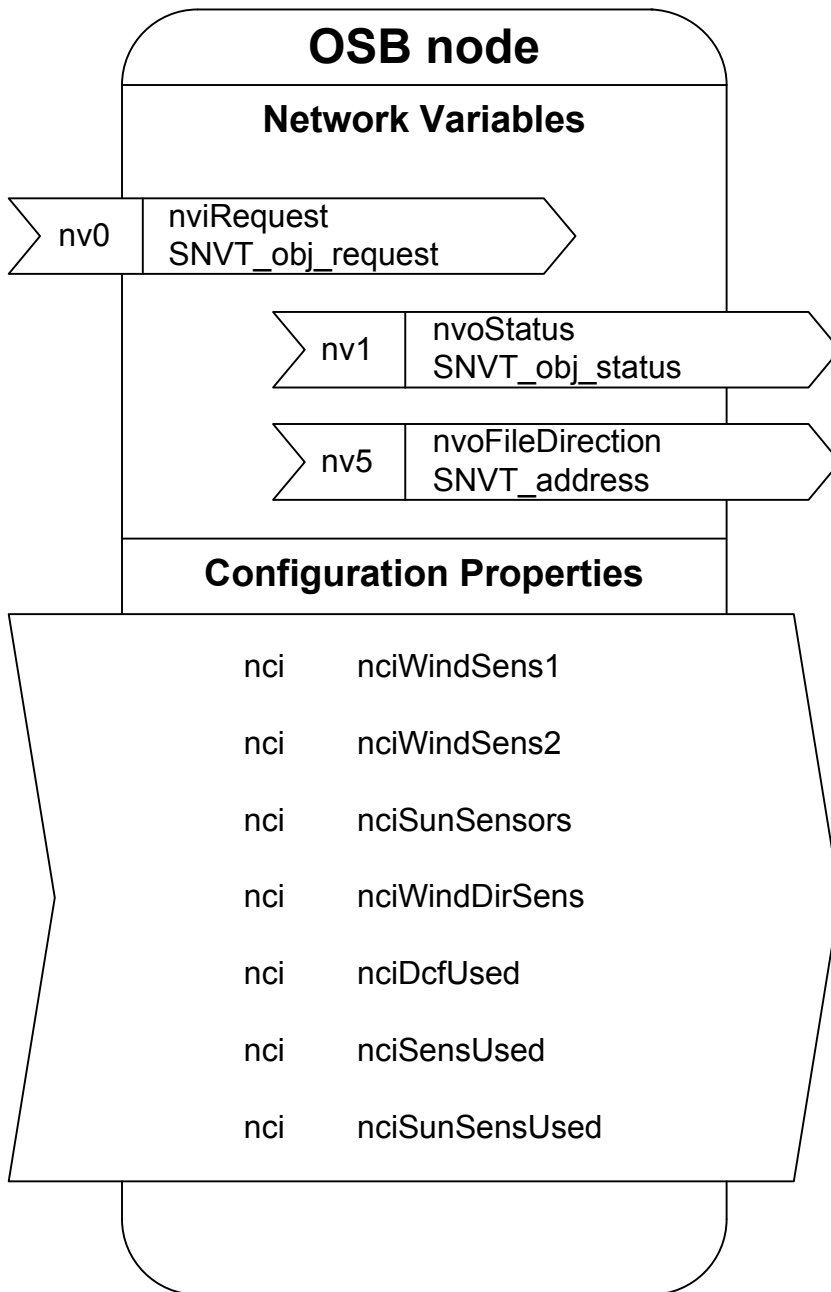 OSB node
Network Variables
nv0 nviRequest
SNVT_obj_request
nv1 nvoStatus
SNVT_obj_status
nv5 nvoFileDirection
SNVT_address
Configuration Properties
nci nciWindSens1
nci nciWindSens2
nci nciSunSensors
nci nciWindDirSens
nci nciDcfUsed
nci nciSensUsed
nci nciSunSensUsed